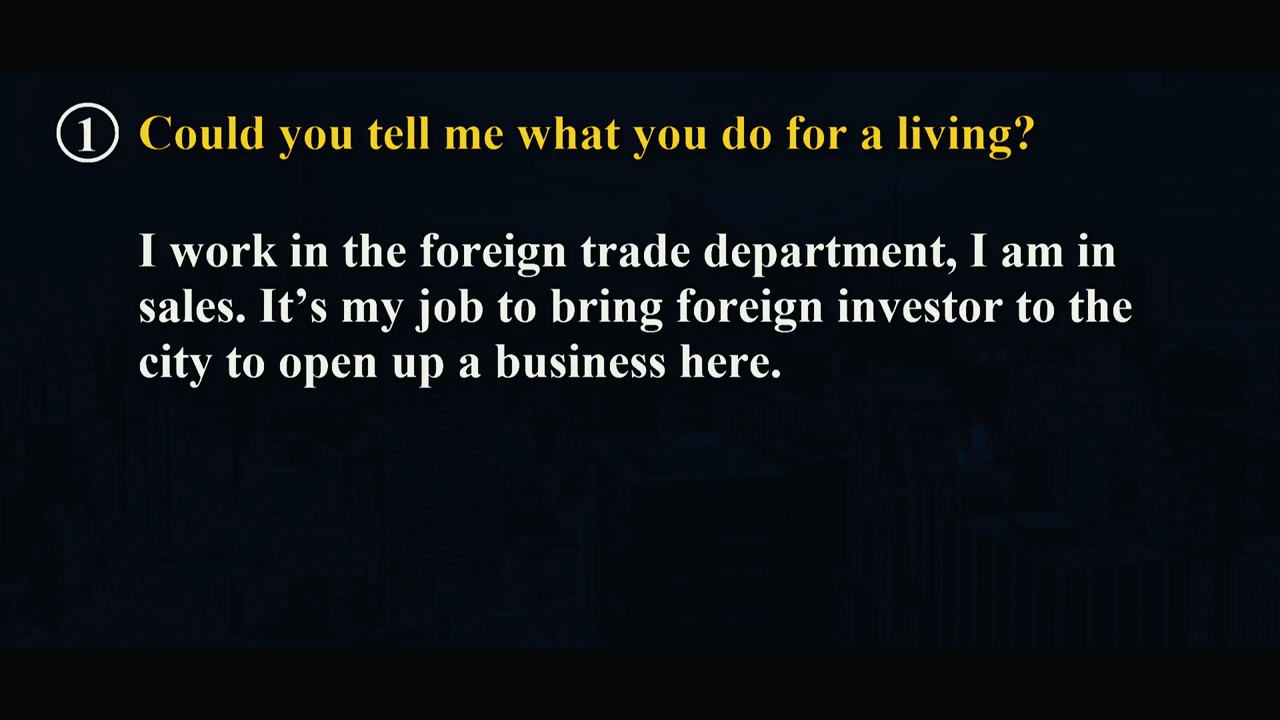 ① Could you tell me what you do for a living?
I work in the foreign trade department, I am in
sales. It’s my job to bring foreign investor to the
city to open up a business here.